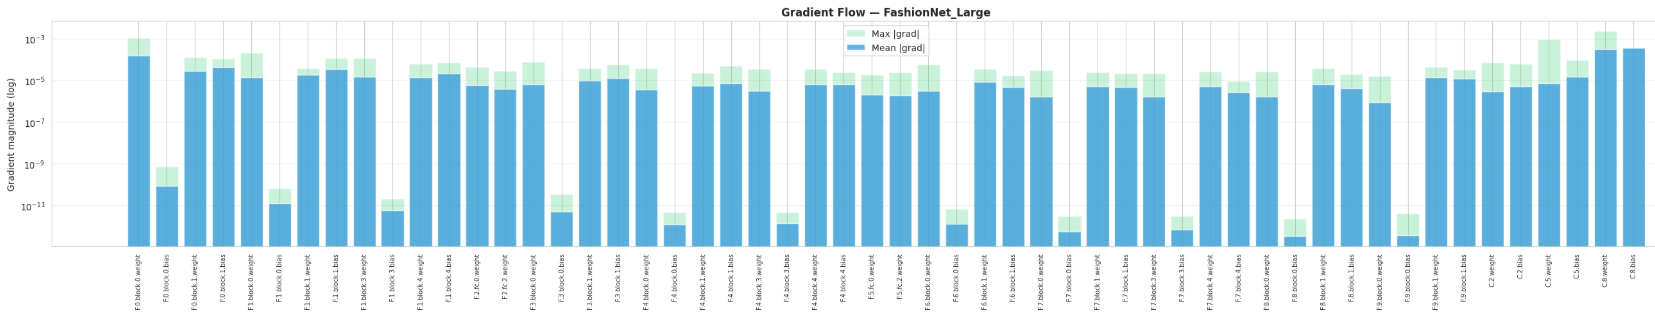 Gradient Flow — FashionNet_Large
Max |grad|
Mean |grad|
Gradient magnitude (log)
10⁻³
10⁻⁵
10⁻⁷
10⁻⁹
10⁻¹¹
F.0.block.0.weight
F.0.block.0.bias
F.0.block.1.weight
F.0.block.1.bias
F.1.block.0.weight
F.1.block.0.bias
F.1.block.1.weight
F.1.block.1.bias
F.1.block.3.weight
F.1.block.3.bias
F.1.block.4.weight
F.1.block.4.bias
F.2.fc.0.weight
F.2.fc.2.weight
F.3.block.0.weight
F.3.block.0.bias
F.3.block.1.weight
F.3.block.1.bias
F.4.block.0.weight
F.4.block.0.bias
F.4.block.1.weight
F.4.block.1.bias
F.4.block.3.weight
F.4.block.3.bias
F.4.block.4.weight
F.4.block.4.bias
F.5.fc.0.weight
F.5.fc.2.weight
F.6.block.0.weight
F.6.block.0.bias
F.6.block.1.weight
F.6.block.1.bias
F.7.block.0.weight
F.7.block.0.bias
F.7.block.1.weight
F.7.block.1.bias
F.7.block.3.weight
F.7.block.3.bias
F.7.block.4.weight
F.7.block.4.bias
F.8.block.0.weight
F.8.block.0.bias
F.8.block.1.weight
F.8.block.1.bias
F.9.block.0.weight
F.9.block.0.bias
F.9.block.1.weight
F.9.block.1.bias
C.2.weight
C.2.bias
C.5.weight
C.5.bias
C.8.weight
C.8.bias